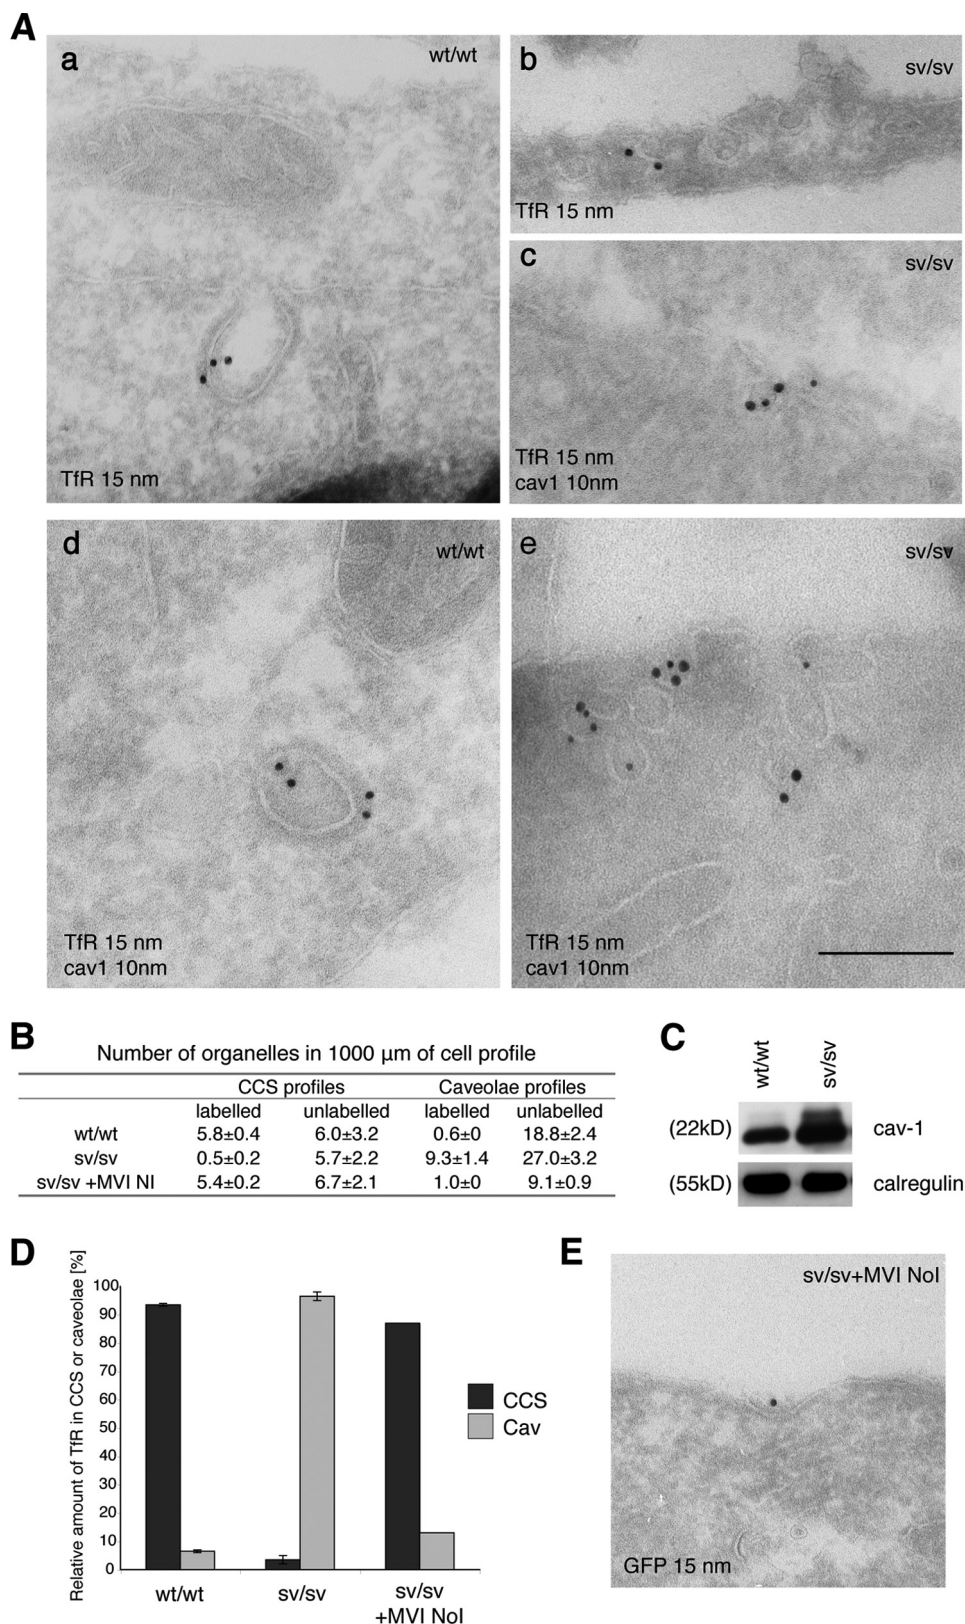 A
a
wt/wt
TfR 15 nm
b
sv/sv
TfR 15 nm
c
sv/sv
TfR 15 nm
cav1 10nm
d
wt/wt
TfR 15 nm
cav1 10nm
e
sv/sv
TfR 15 nm
cav1 10nm
B
Number of organelles in 1000 µm of cell profile
CCS profiles Caveolae profiles
labelled unlabelled labelled unlabelled
wt/wt 5.8±0.4 6.0±3.2 0.6±0 18.8±2.4
sv/sv 0.5±0.2 5.7±2.2 9.3±1.4 27.0±3.2
sv/sv +MVI NI 5.4±0.2 6.7±2.1 1.0±0 9.1±0.9
C
wt/wt
sv/sv
(22kD) cav-1
(55kD) calregulin
D
Relative amount of TfR in CCS or caveolae [%]
100
90
80
70
60
50
40
30
20
10
0
wt/wt
sv/sv
sv/sv
+MVI NoI
CCS
Cav
E
sv/sv+MVI NoI
GFP 15 nm